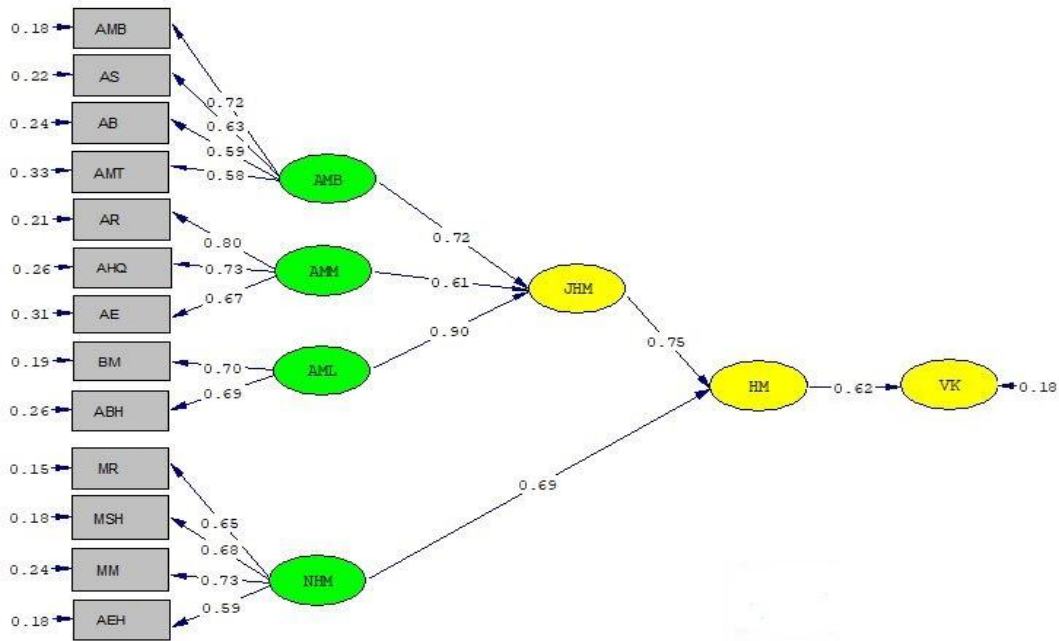 0.18 AMB
0.22 AS
0.72
0.63
0.24 AB
0.59
0.33 AMT
0.58
AMB
0.21 AR
0.80
0.72
0.26 AHQ
0.73
AMM
0.61
JHM
0.31 AE
0.67
0.90
0.75
0.19 BM
0.70
AML
0.69
HM
0.62
VK
0.18
0.26 ABH
0.15 MR
0.69
0.18 MSH
0.65
0.68
0.24 MM
0.73
NHM
0.59
0.18 AEH